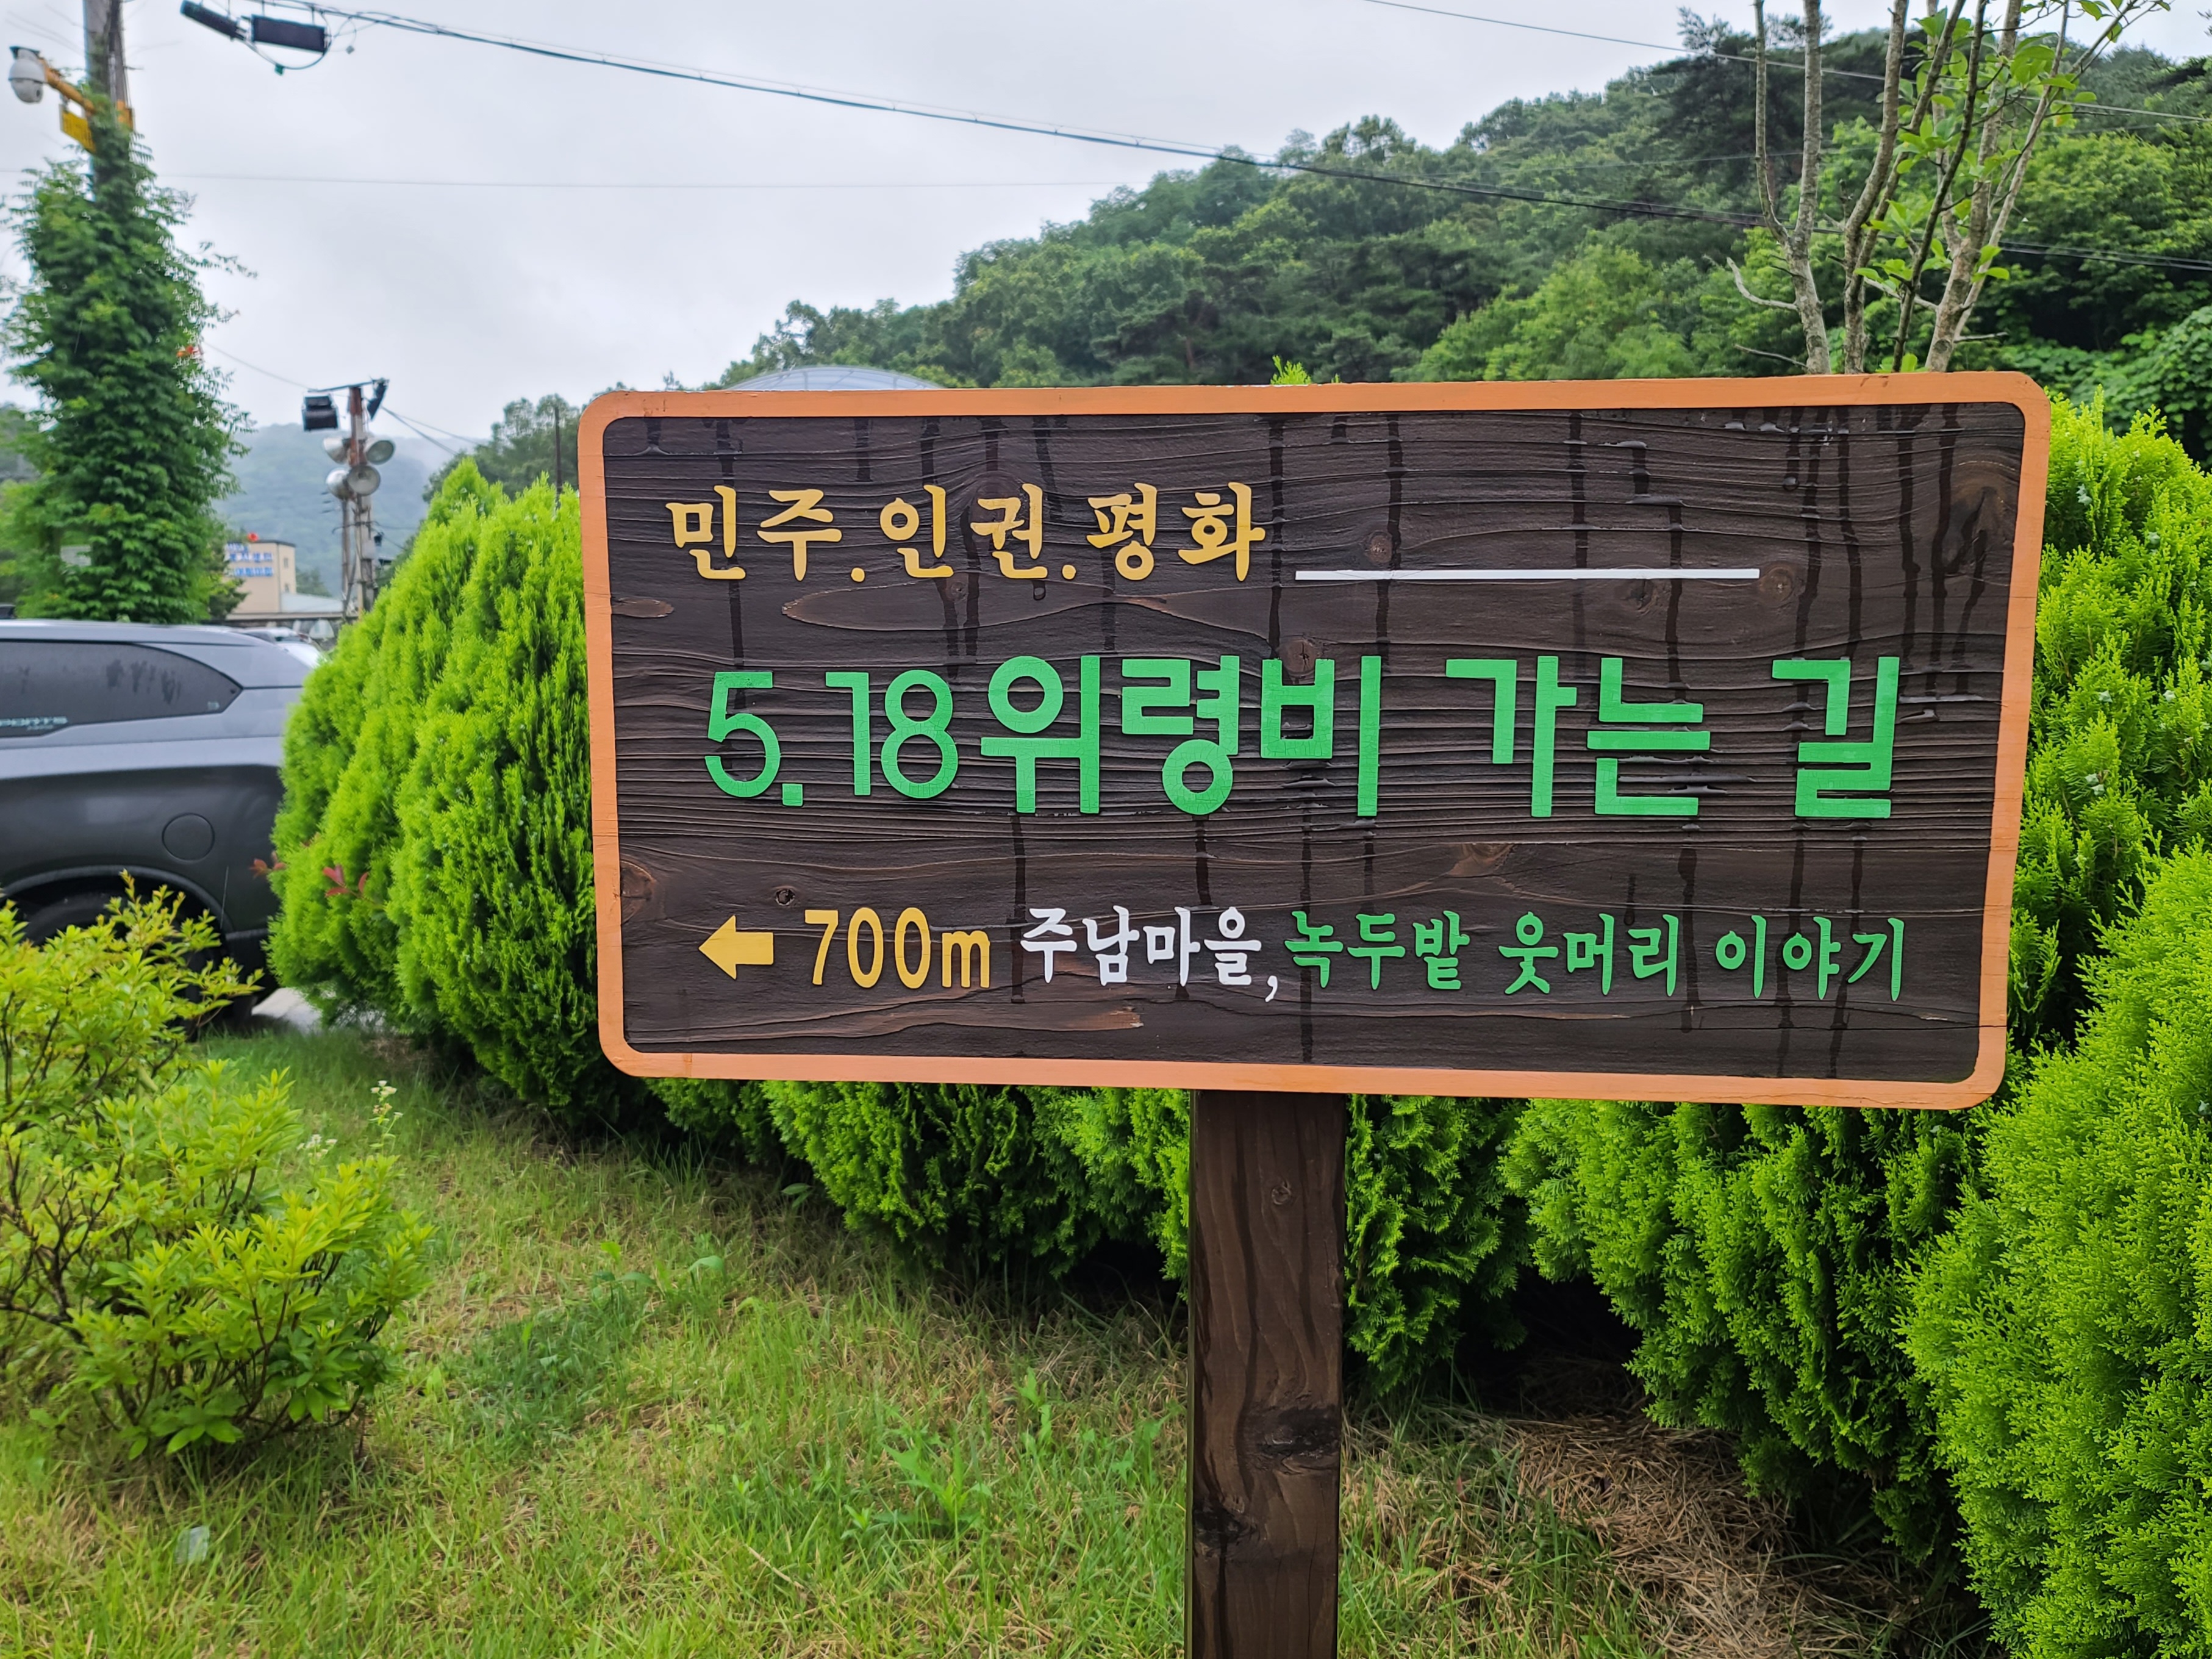 민주.인권.평화
5.18위령비 가는 길
← 700m 주남마을, 녹두밭 웃머리 이야기
PORTS